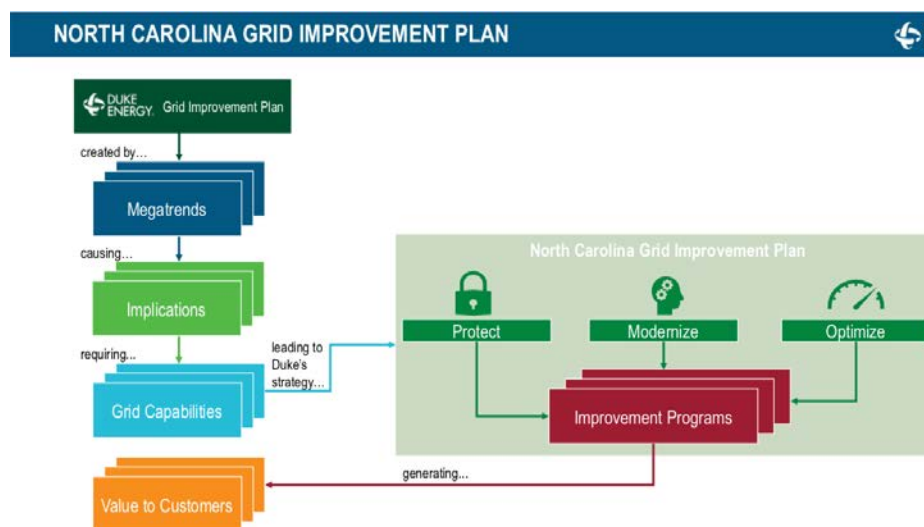 NORTH CAROLINA GRID IMPROVEMENT PLAN
DUKE
ENERGY. Grid Improvement Plan
created by...
Megatrends
causing...
Implications
requiring...
Grid Capabilities
leading to
Duke's
strategy...
North Carolina Grid Improvement Plan
Protect
Modernize
Optimize
Improvement Programs
generating...
Value to Customers